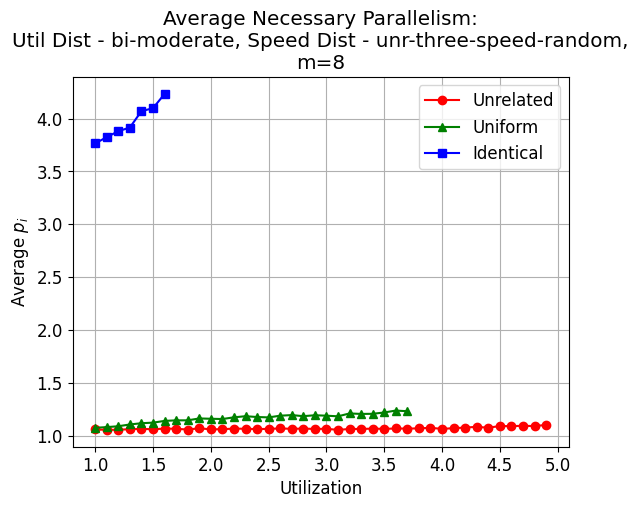 Average Necessary Parallelism:
Util Dist - bi-moderate, Speed Dist - unr-three-speed-random,
m=8
Unrelated
Uniform
Identical
Average p_i
4.0
3.5
3.0
2.5
2.0
1.5
1.0
1.0 1.5 2.0 2.5 3.0 3.5 4.0 4.5 5.0
Utilization